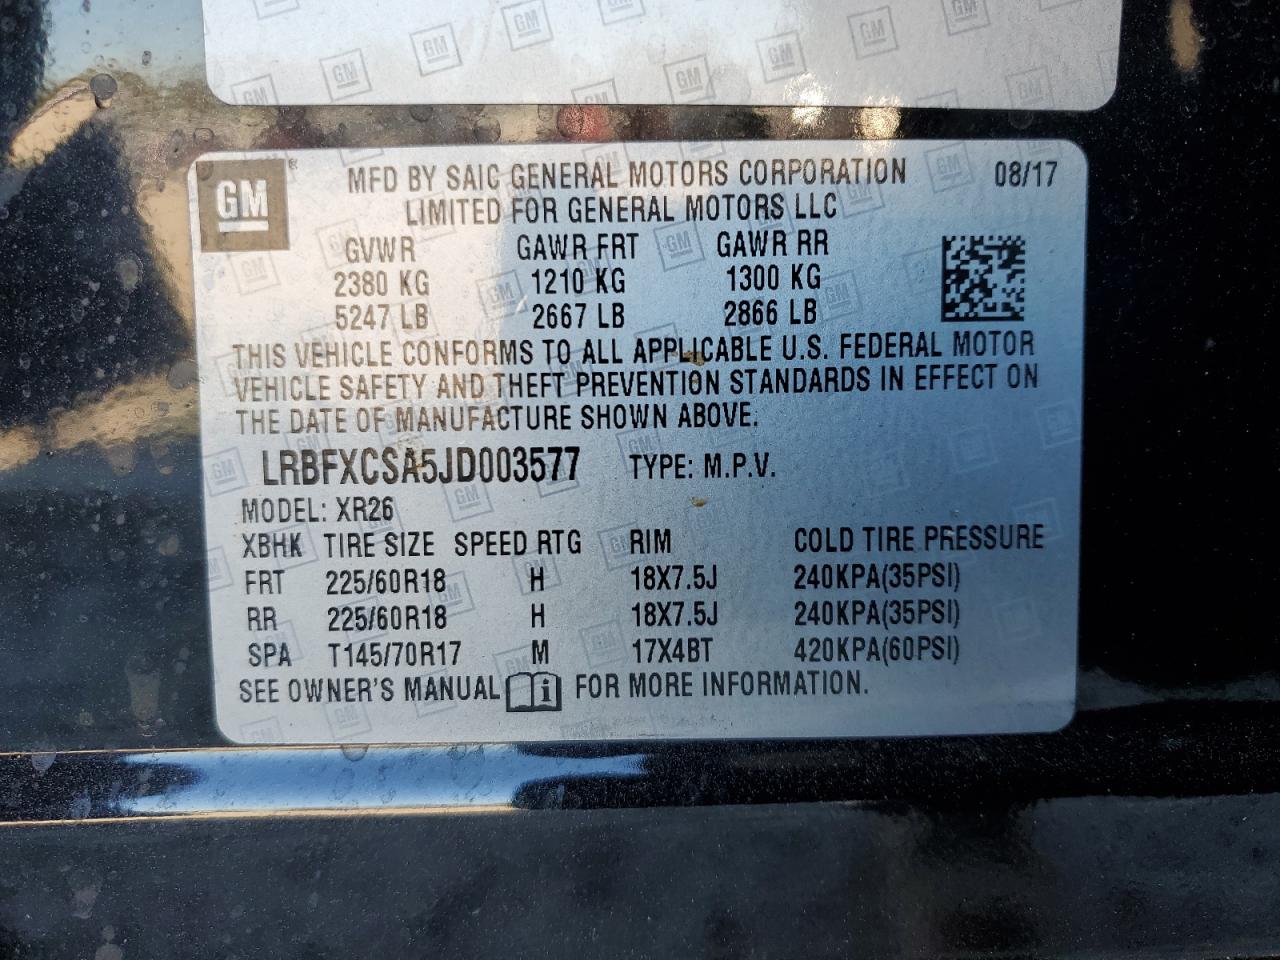 GM® MFD BY SAIC GENERAL MOTORS CORPORATION 08/17
LIMITED FOR GENERAL MOTORS LLC
GVWR GAWR FRT GAWR RR
2380 KG 1210 KG 1300 KG
5247 LB 2667 LB 2866 LB
THIS VEHICLE CONFORMS TO ALL APPLICABLE U.S. FEDERAL MOTOR
VEHICLE SAFETY AND THEFT PREVENTION STANDARDS IN EFFECT ON
THE DATE OF MANUFACTURE SHOWN ABOVE.
LRBFXCSA5JD003577 TYPE: M.P.V.
MODEL: XR26
XBHK TIRE SIZE SPEED RTG RIM COLD TIRE PRESSURE
FRT 225/60R18 H 18X7.5J 240KPA(35PSI)
RR 225/60R18 H 18X7.5J 240KPA(35PSI)
SPA T145/70R17 M 17X4BT 420KPA(60PSI)
SEE OWNER'S MANUAL i FOR MORE INFORMATION.